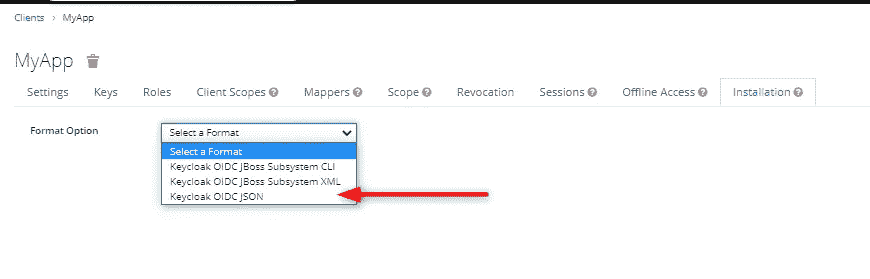 Clients > MyApp
MyApp
Settings Keys Roles Client Scopes Mappers Scope Revocation Sessions Offline Access Installation
Format Option Select a Format
Select a Format
Keycloak OIDC JBoss Subsystem CLI
Keycloak OIDC JBoss Subsystem XML
Keycloak OIDC JSON